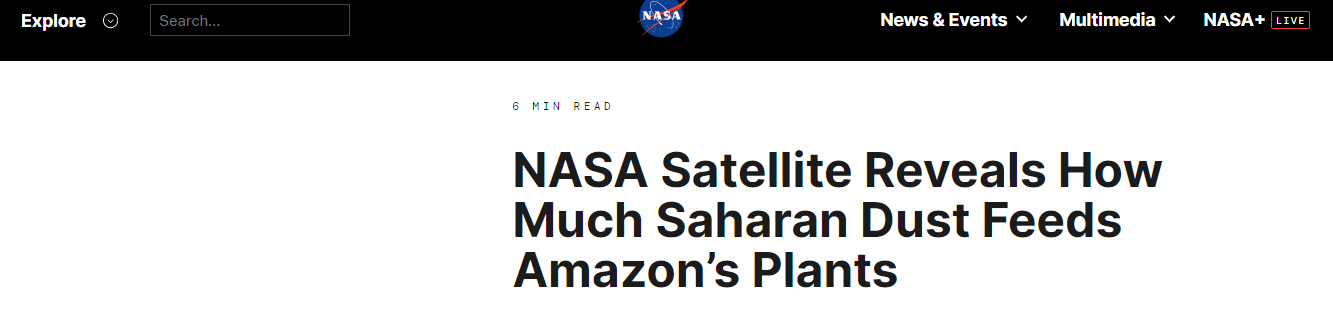 Explore Search... NASA News & Events Multimedia NASA+ LIVE
6 MIN READ
NASA Satellite Reveals How
Much Saharan Dust Feeds
Amazon’s Plants